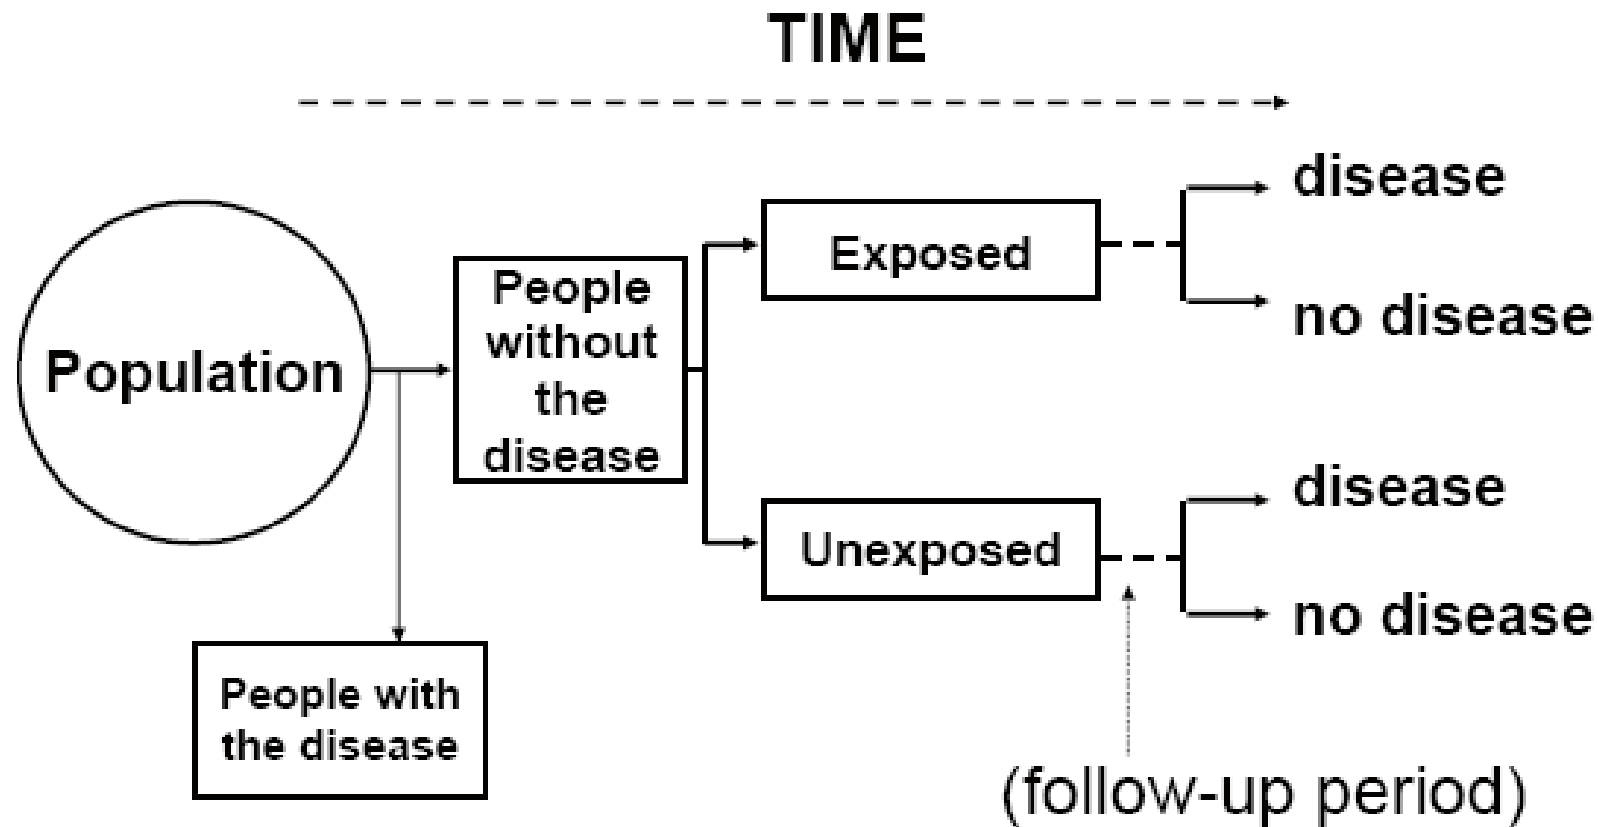 TIME
Population
People
without
the
disease
People with
the disease
Exposed
Unexposed
disease
no disease
disease
no disease
(follow-up period)